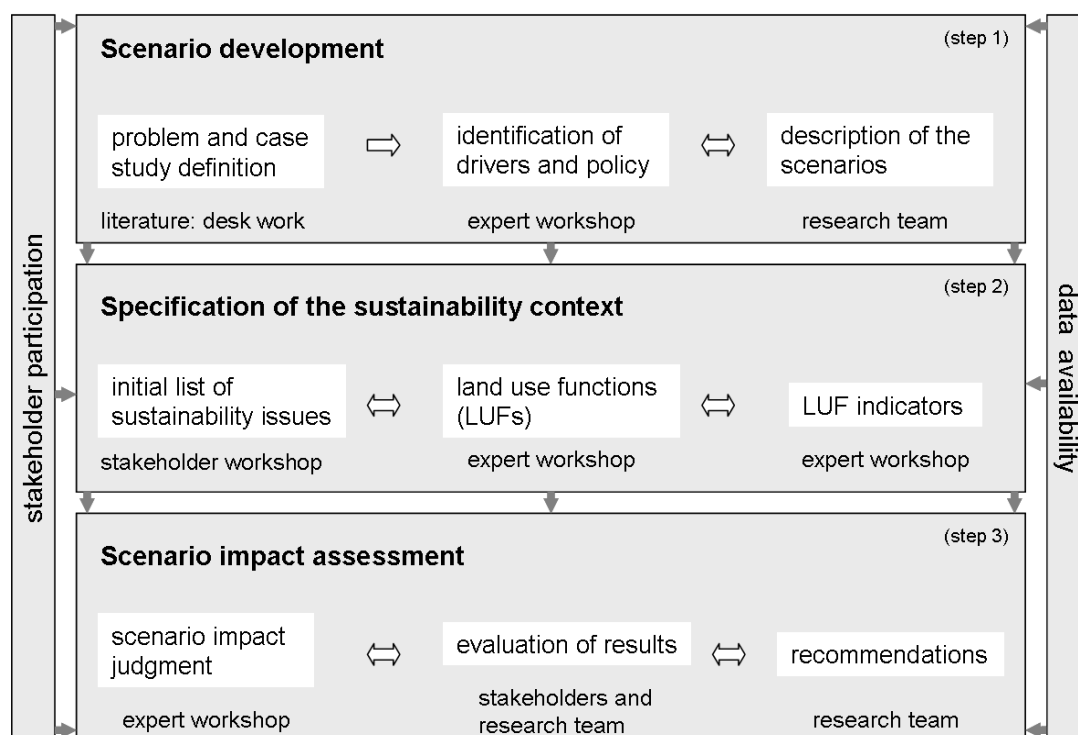 stakeholder participation
Scenario development
(step 1)
problem and case
study definition
identification of
drivers and policy
description of the
scenarios
literature: desk work
expert workshop
research team
Specification of the sustainability context
(step 2)
initial list of
sustainability issues
land use functions
(LUFs)
LUF indicators
stakeholder workshop
expert workshop
expert workshop
Scenario impact assessment
(step 3)
scenario impact
judgment
evaluation of results
recommendations
expert workshop
stakeholders and
research team
research team
data availability